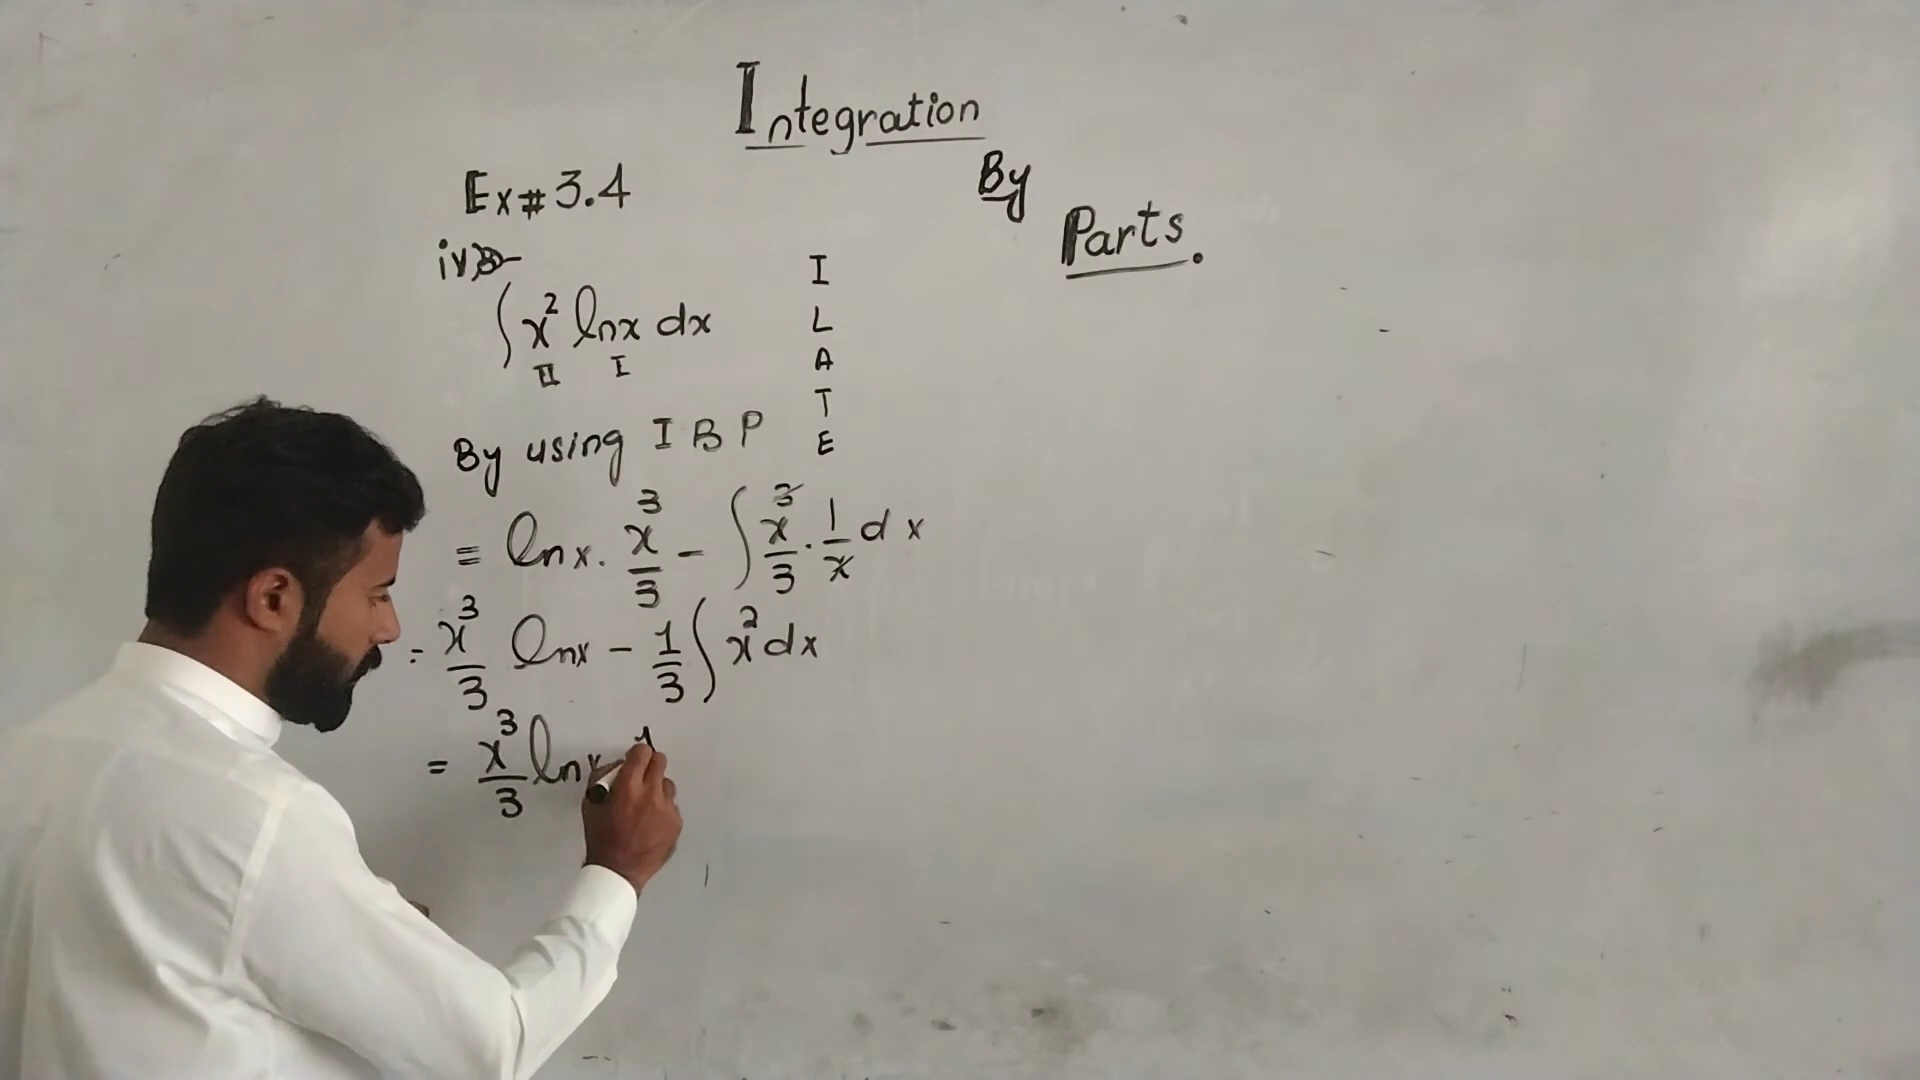 Integration
By
Parts.
Ex# 3.4
iv)
∫ x² lnx dx
II I
I
L
A
T
E
By using I B P
= lnx . x³/3 - ∫ x³/3 . 1/x dx
= x³/3 lnx - 1/3 ∫ x² dx
= x³/3 lnx 1